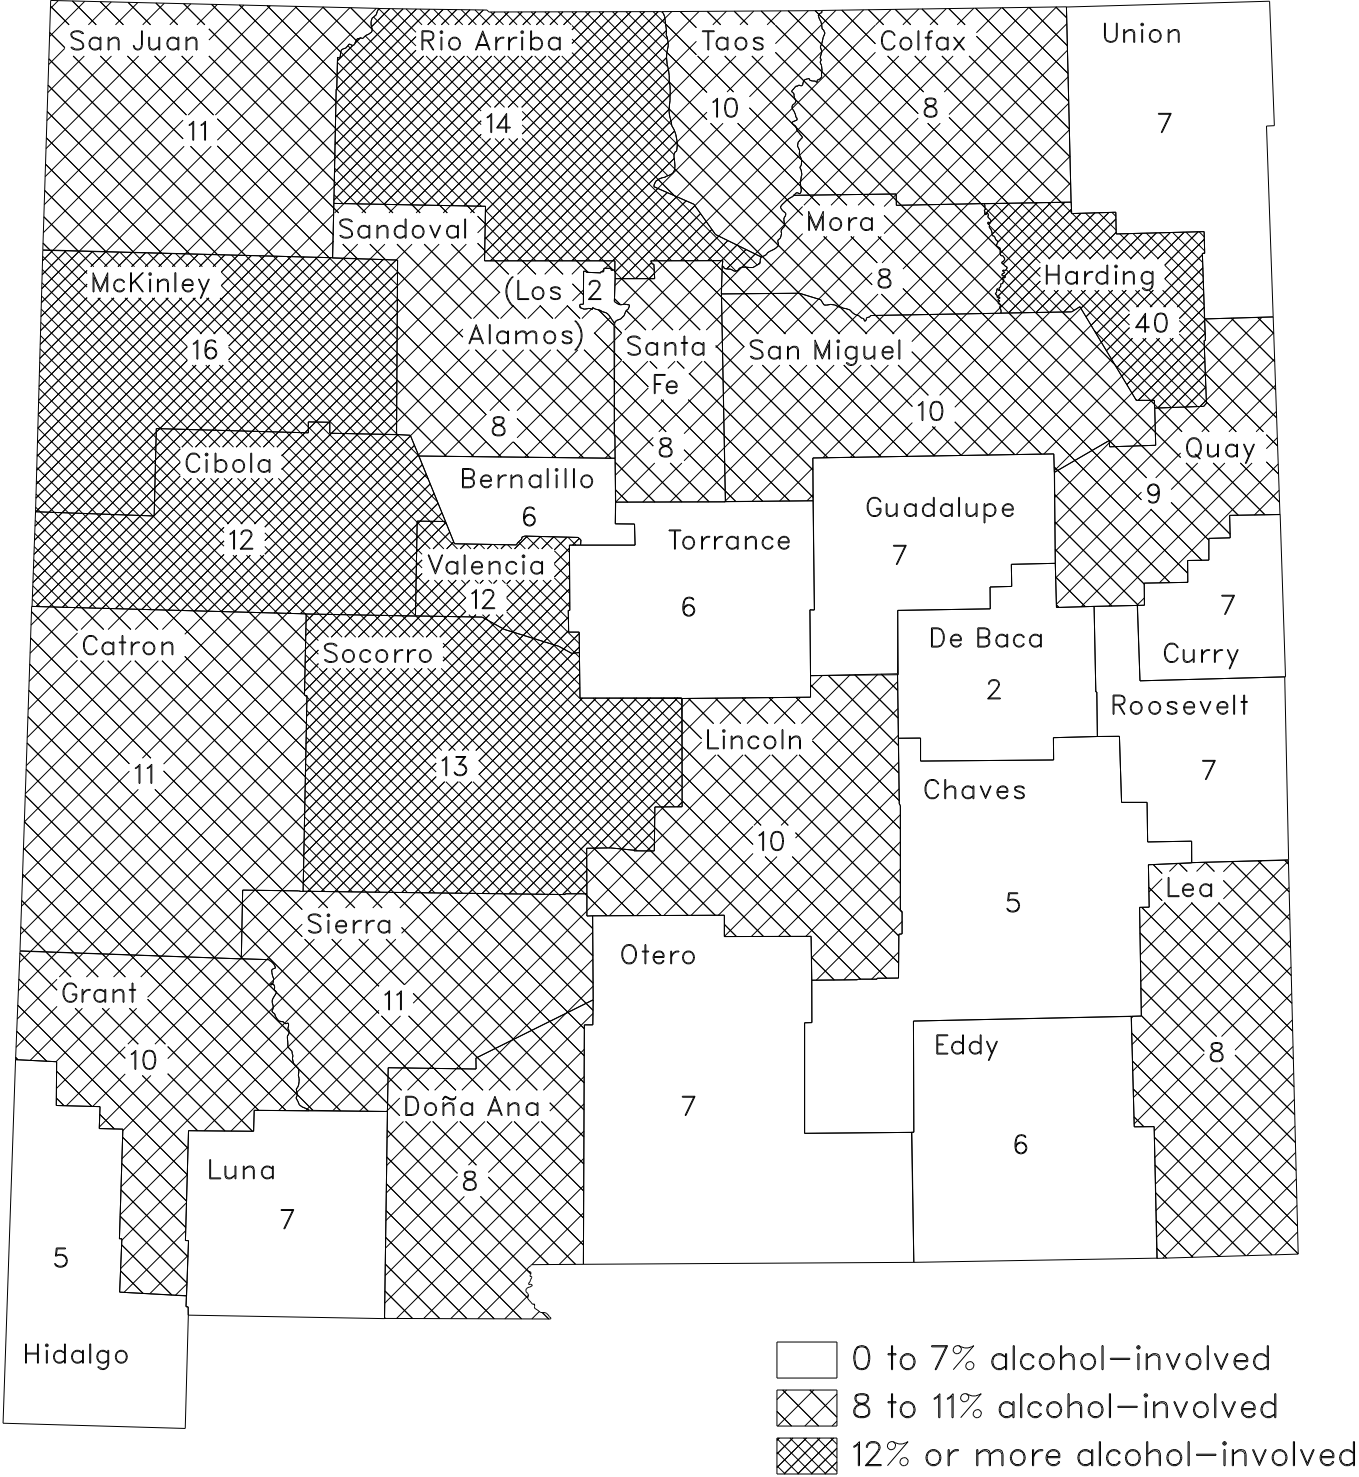 San Juan
11
Rio Arriba
14
Taos
10
Colfax
8
Union
7
Sandoval
8
(Los
Alamos)
2
Mora
8
Harding
40
McKinley
16
Santa
Fe
8
San Miguel
10
Quay
9
Cibola
12
Bernalillo
6
Guadalupe
7
Torrance
6
Valencia
12
7
Curry
De Baca
2
Catron
11
Socorro
13
Roosevelt
7
Lincoln
10
Chaves
5
Lea
8
Sierra
11
Otero
7
Grant
10
Eddy
6
Doña Ana
8
Luna
7
5
Hidalgo
0 to 7% alcohol-involved
8 to 11% alcohol-involved
12% or more alcohol-involved